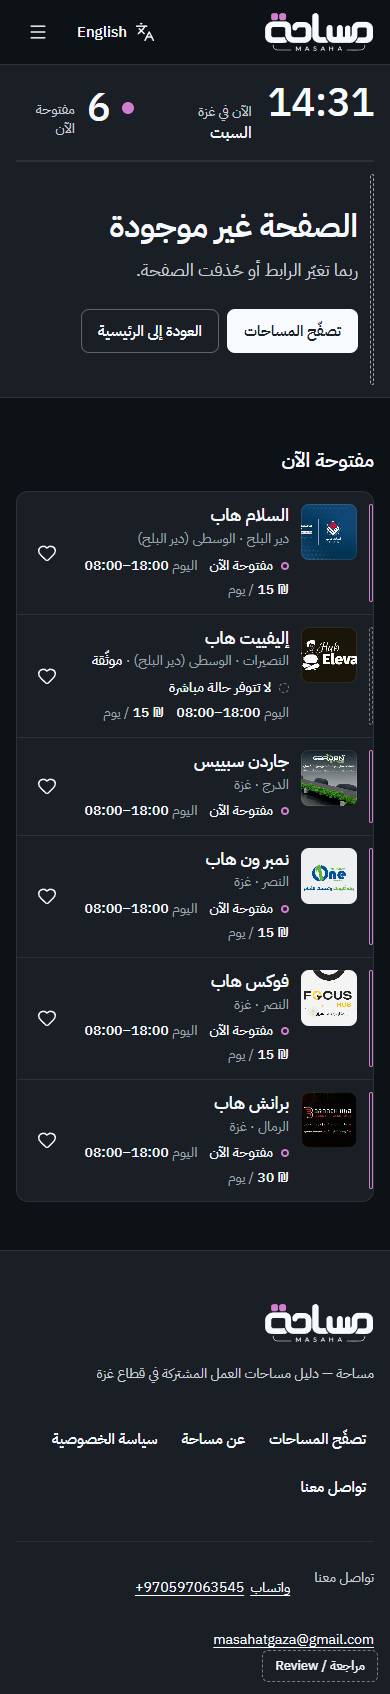 مساحة
MASAHA
English
14:31
الآن في غزة
السبت
6
مفتوحة الآن
الصفحة غير موجودة
ربما تغيّر الرابط أو حُذفت الصفحة.
تصفّح المساحات
العودة إلى الرئيسية
مفتوحة الآن
السلام هاب
دير البلح · الوسطى (دير البلح)
مفتوحة الآن اليوم 08:00–18:00
₪ 15 / يوم
إليفييت هاب
النصيرات · الوسطى (دير البلح) · موثّقة
لا تتوفر حالة مباشرة
اليوم 08:00–18:00 ₪ 15 / يوم
Hub
Eleva
جاردن سبييس
الدرج · غزة
مفتوحة الآن اليوم 08:00–18:00
نمبر ون هاب
النصر · غزة
مفتوحة الآن اليوم 08:00–18:00
₪ 15 / يوم
One
فوكس هاب
النصر · غزة
مفتوحة الآن اليوم 08:00–18:00
₪ 15 / يوم
FOCUS
HUB
برانش هاب
الرمال · غزة
مفتوحة الآن اليوم 08:00–18:00
₪ 30 / يوم
مساحة
MASAHA
مساحة — دليل مساحات العمل المشتركة في قطاع غزة
تصفّح المساحات
عن مساحة
سياسة الخصوصية
تواصل معنا
تواصل معنا
واتساب +970597063545
masahatgaza@gmail.com
مراجعة / Review